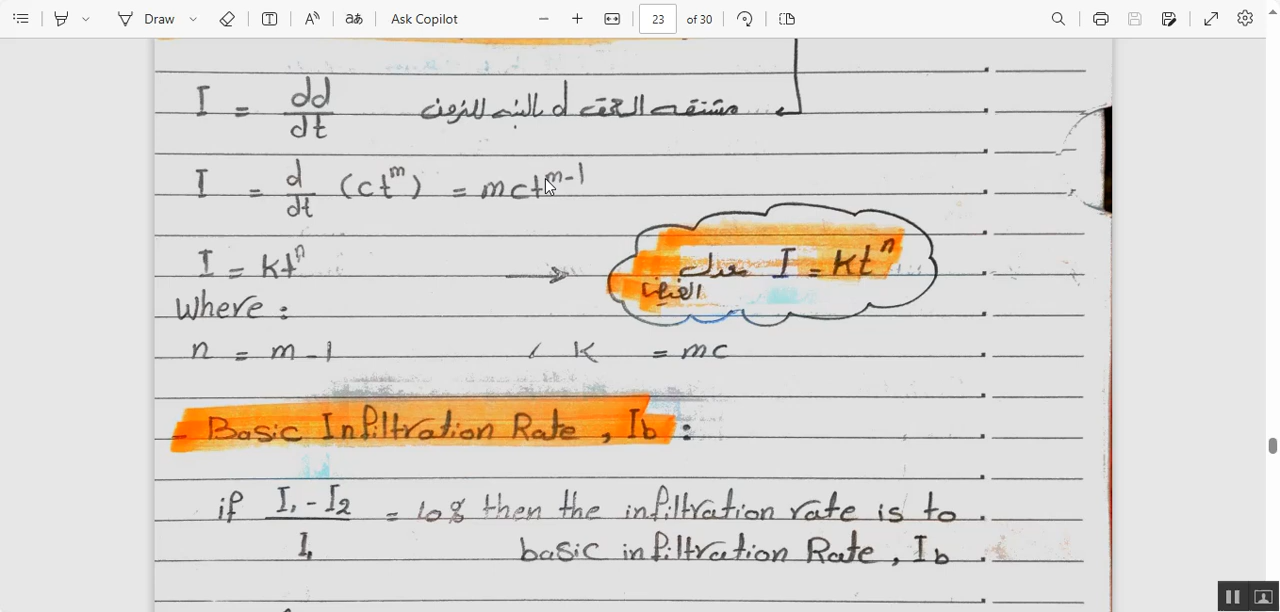 Draw
Ask Copilot
23 of 30
I = dd/dt مشتقه العمق d بالنسبه للزمن
I = d/dt (ct^m) = mct^m-1
I = kt^n → معدل I = kt^n
الغيض
Where :
n = m-1 , K = mc
- Basic Infiltration Rate , Ib :
if I1 - I2 / I1 = 10% then the infiltration rate is to
basic infiltration Rate , Ib